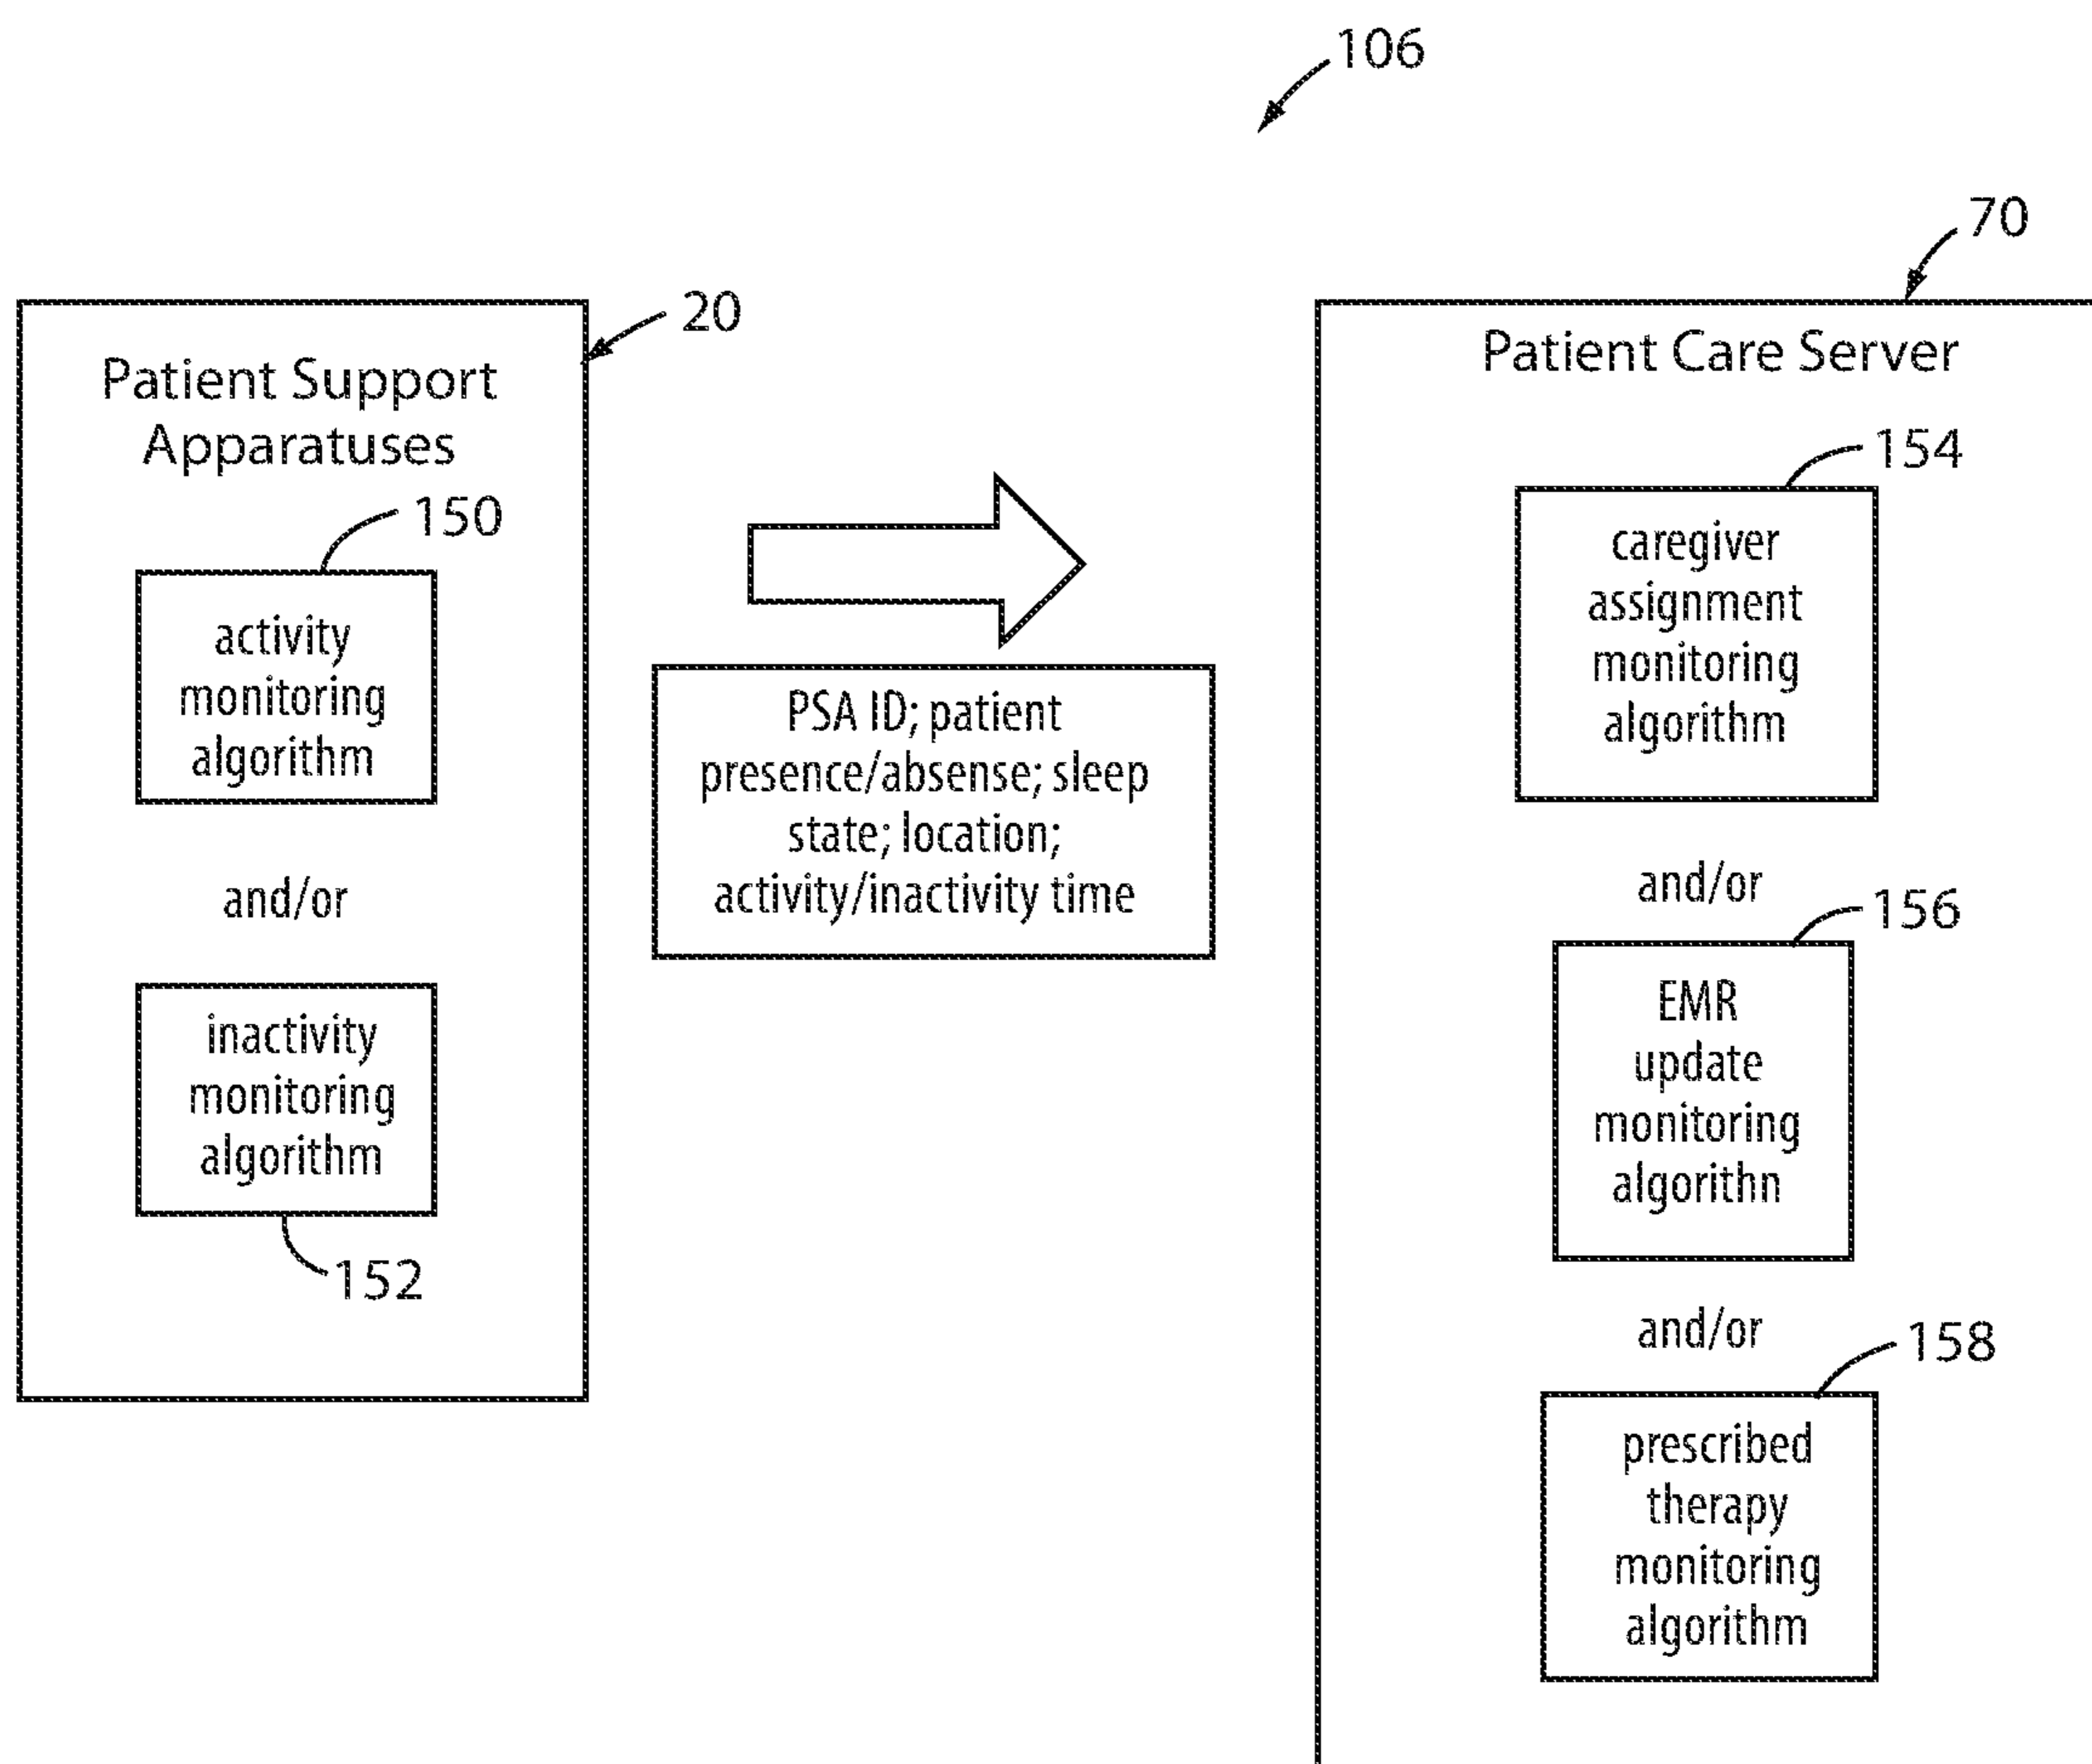 106
70
20
Patient Support
Apparatuses
150
activity
monitoring
algorithm
and/or
inactivity
monitoring
algorithm
152
PSA ID; patient
presence/absense; sleep
state; location;
activity/inactivity time
Patient Care Server
154
caregiver
assignment
monitoring
algorithm
and/or
156
EMR
update
monitoring
algorithn
and/or
158
prescribed
therapy
monitoring
algorithm